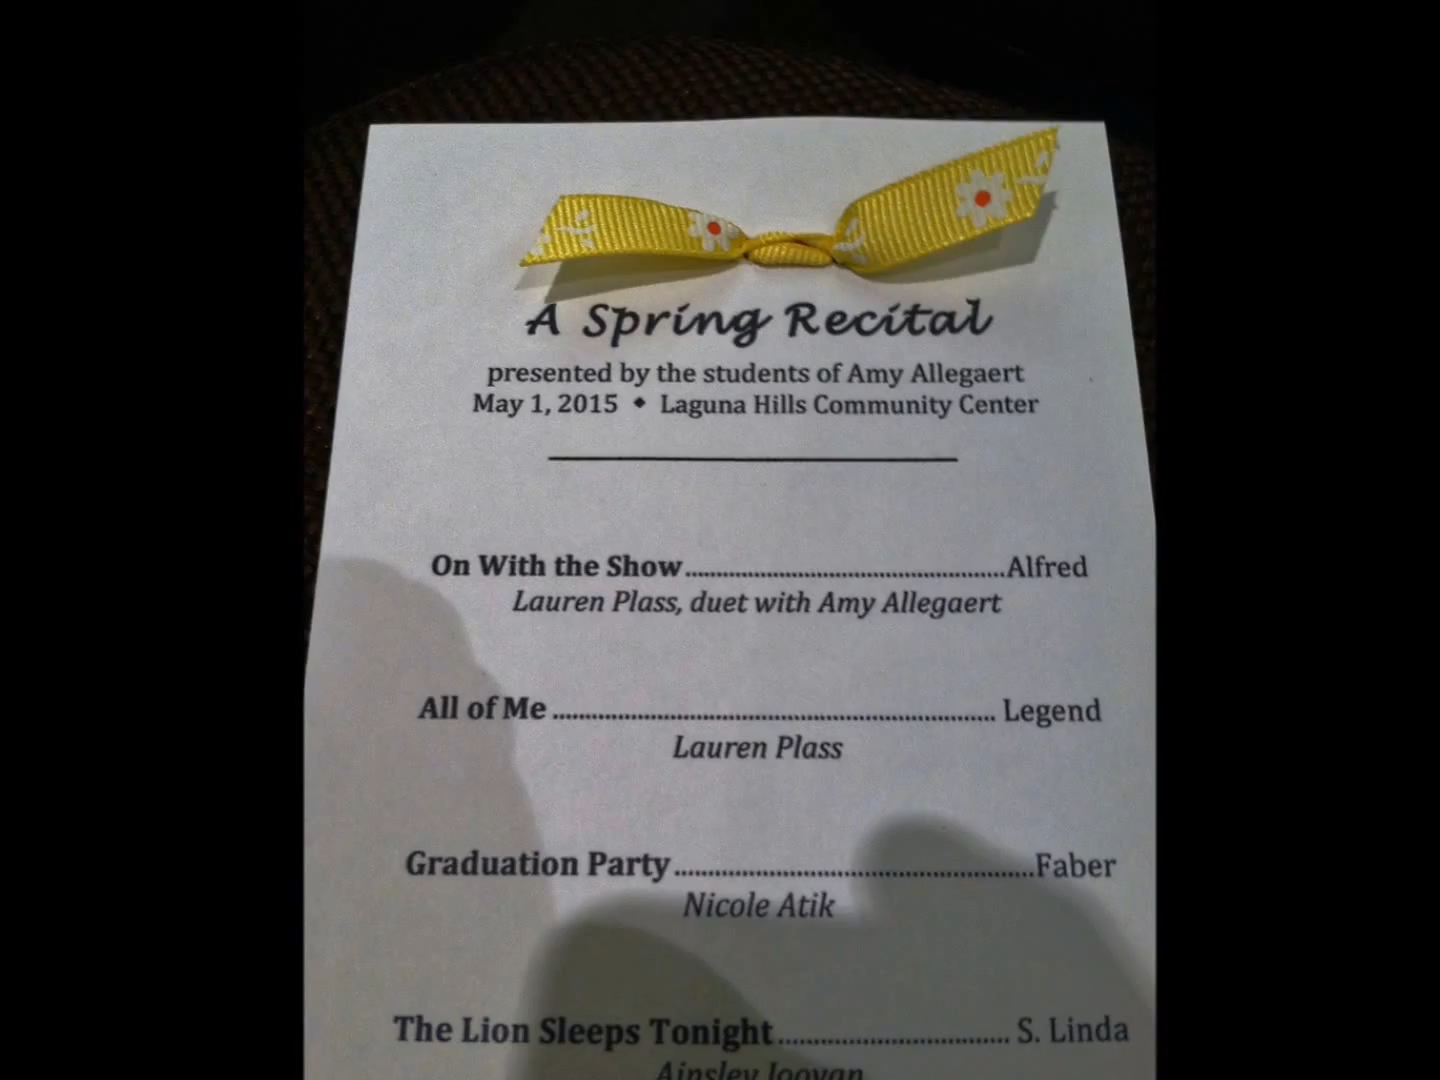 A Spring Recital
presented by the students of Amy Allegaert
May 1, 2015 ◆ Laguna Hills Community Center
On With the Show......................................................Alfred
Lauren Plass, duet with Amy Allegaert
All of Me ........................................................................ Legend
Lauren Plass
Graduation Party......................................................Faber
Nicole Atik
The Lion Sleeps Tonight.................................... S. Linda
Ainsley